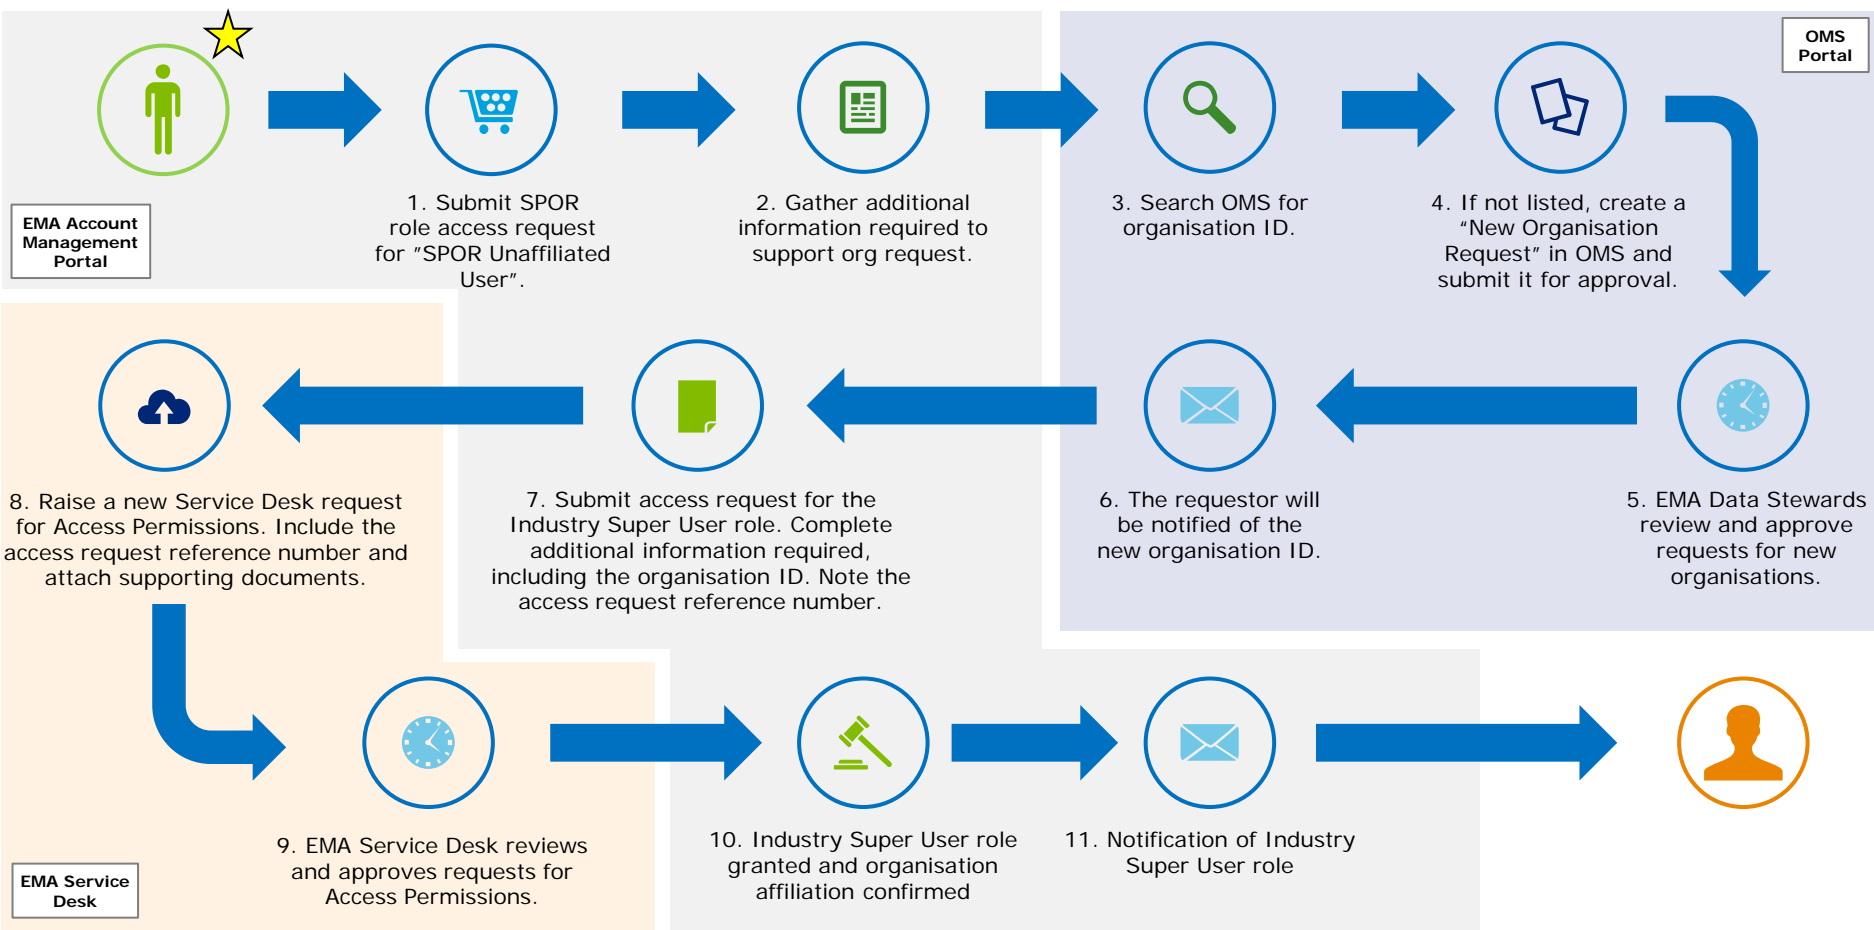 OMS
Portal
1. Submit SPOR
role access request
for "SPOR Unaffiliated
User".
2. Gather additional
information required to
support org request.
3. Search OMS for
organisation ID.
4. If not listed, create a
“New Organisation
Request” in OMS and
submit it for approval.
EMA Account
Management
Portal
8. Raise a new Service Desk request
for Access Permissions. Include the
access request reference number and
attach supporting documents.
7. Submit access request for the
Industry Super User role. Complete
additional information required,
including the organisation ID. Note the
access request reference number.
6. The requestor will
be notified of the
new organisation ID.
5. EMA Data Stewards
review and approve
requests for new
organisations.
9. EMA Service Desk reviews
and approves requests for
Access Permissions.
10. Industry Super User role
granted and organisation
affiliation confirmed
11. Notification of Industry
Super User role
EMA Service
Desk